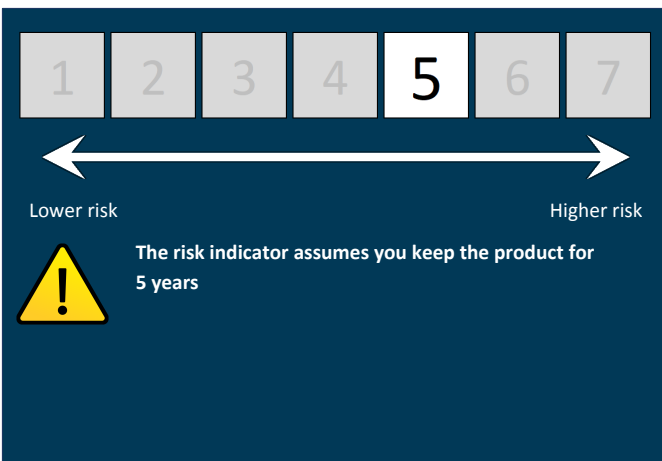 1 2 3 4 5 6 7
Lower risk Higher risk
!
The risk indicator assumes you keep the product for
5 years